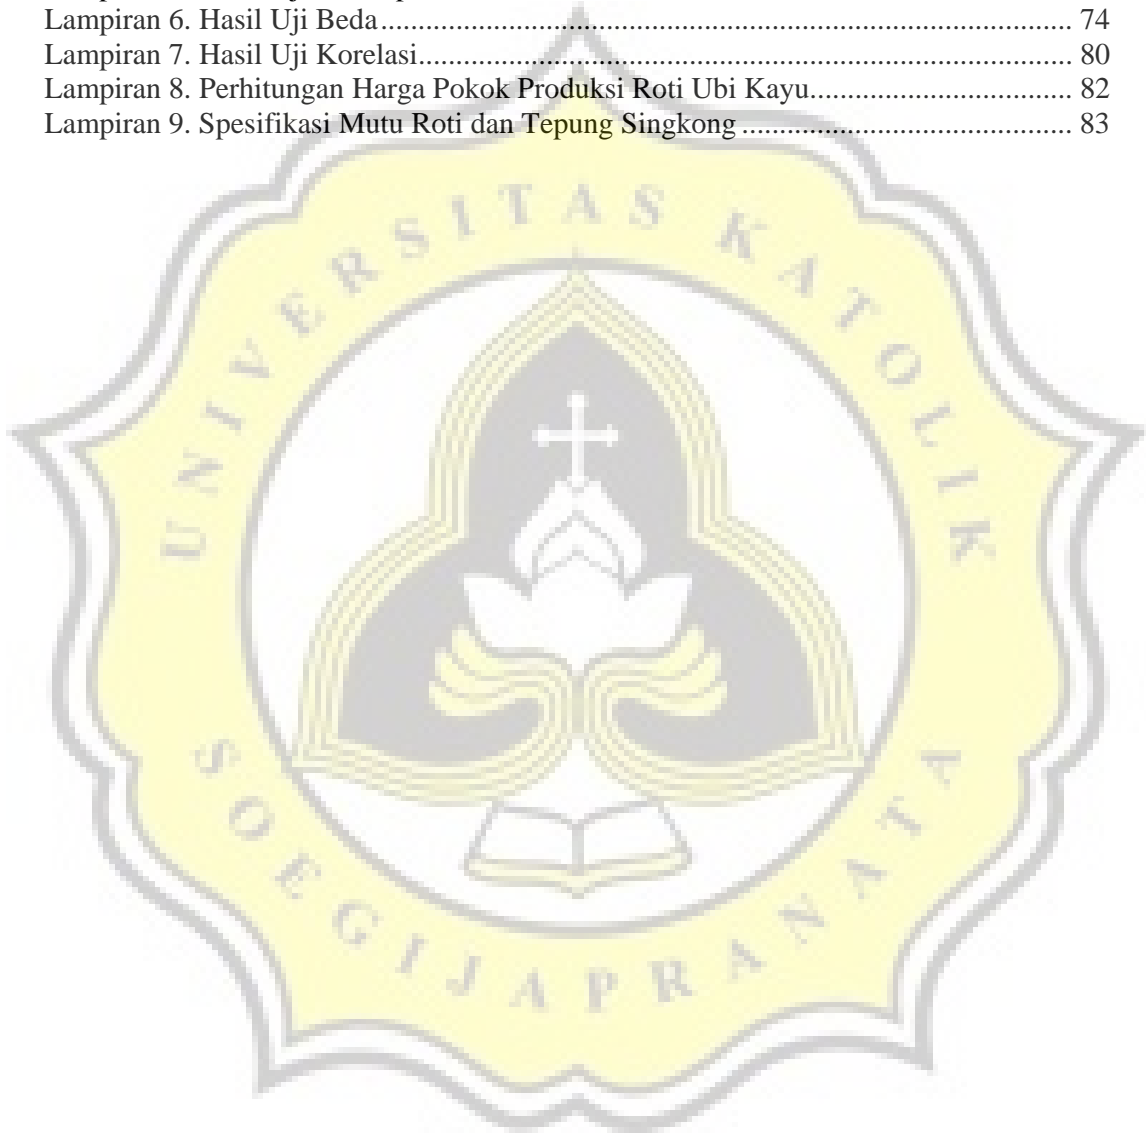 Lampiran 6. Hasil Uji Beda............................................................................................ 74
Lampiran 7. Hasil Uji Korelasi....................................................................................... 80
Lampiran 8. Perhitungan Harga Pokok Produksi Roti Ubi Kayu.................................. 82
Lampiran 9. Spesifikasi Mutu Roti dan Tepung Singkong ........................................... 83
UNIVERSITAS KATOLIK
SOEGIJAPRANATA